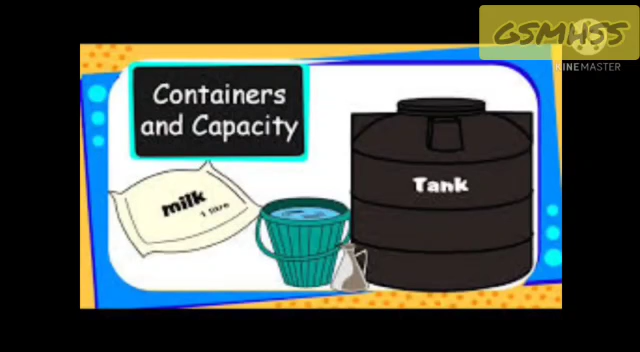 GSMHSS
KINEMASTER
Containers
and Capacity
Tank
milk
1 litre